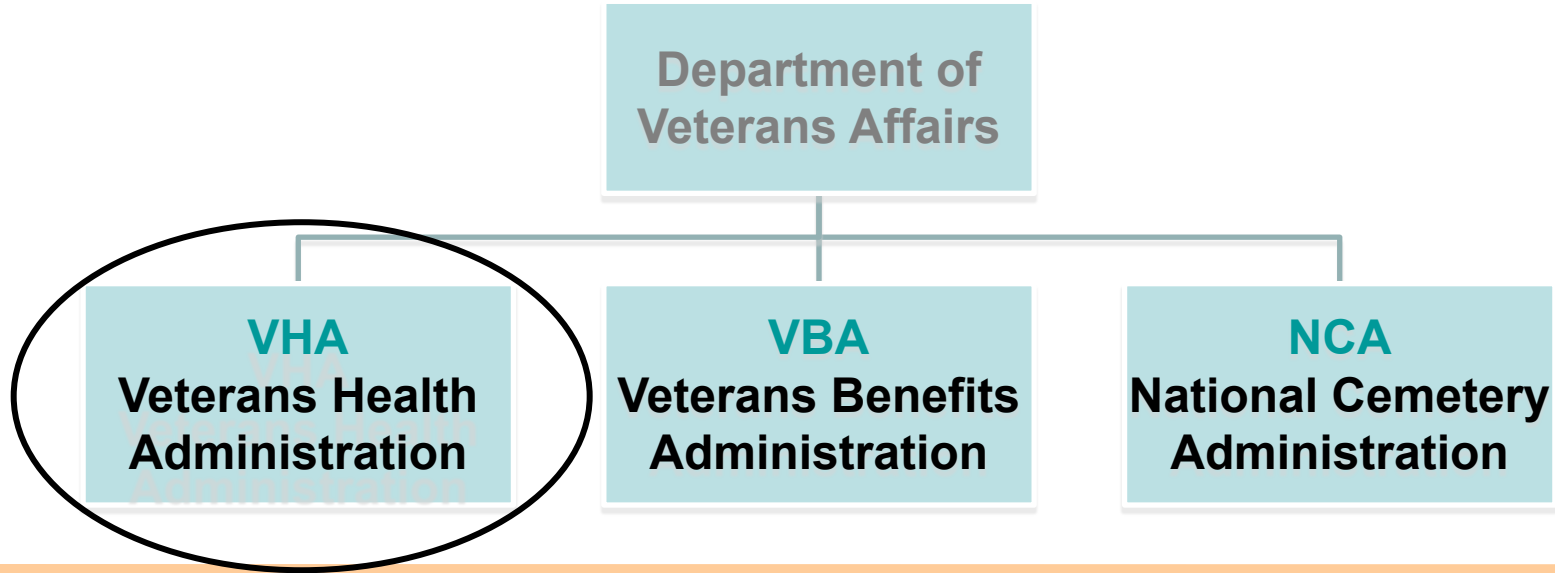 Department of
Veterans Affairs
VHA
Veterans Health
Administration
VBA
Veterans Benefits
Administration
NCA
National Cemetery
Administration